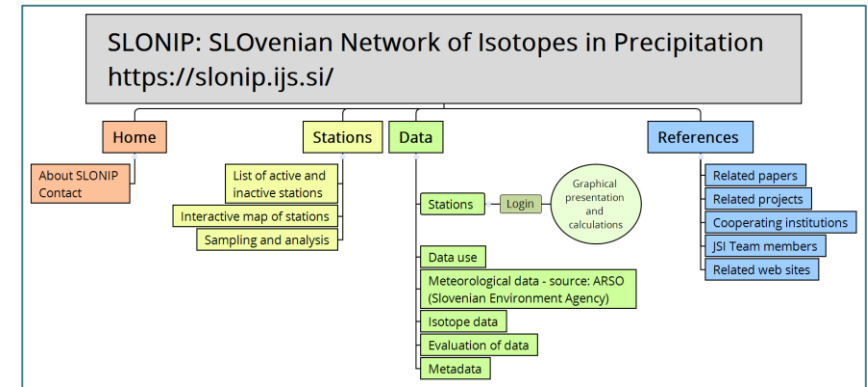 SLONIP: SLOvenian Network of Isotopes in Precipitation
https://slonip.ijs.si/
Home
About SLONIP
Contact
Stations
List of active and
inactive stations
Interactive map of stations
Sampling and analysis
Data
Stations
Login
Graphical
presentation
and
calculations
Data use
Meteorological data - source: ARSO
(Slovenian Environment Agency)
Isotope data
Evaluation of data
Metadata
References
Related papers
Related projects
Cooperating institutions
JSI Team members
Related web sites